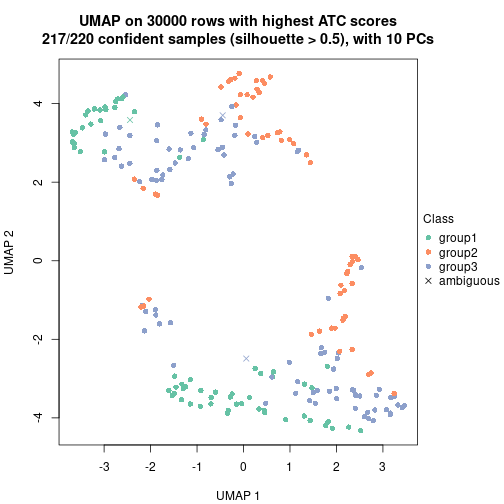 UMAP on 30000 rows with highest ATC scores
217/220 confident samples (silhouette > 0.5), with 10 PCs
UMAP 2
4
2
0
-2
-4
-3
-2
-1
0
1
2
3
UMAP 1
Class
group1
group2
group3
ambiguous